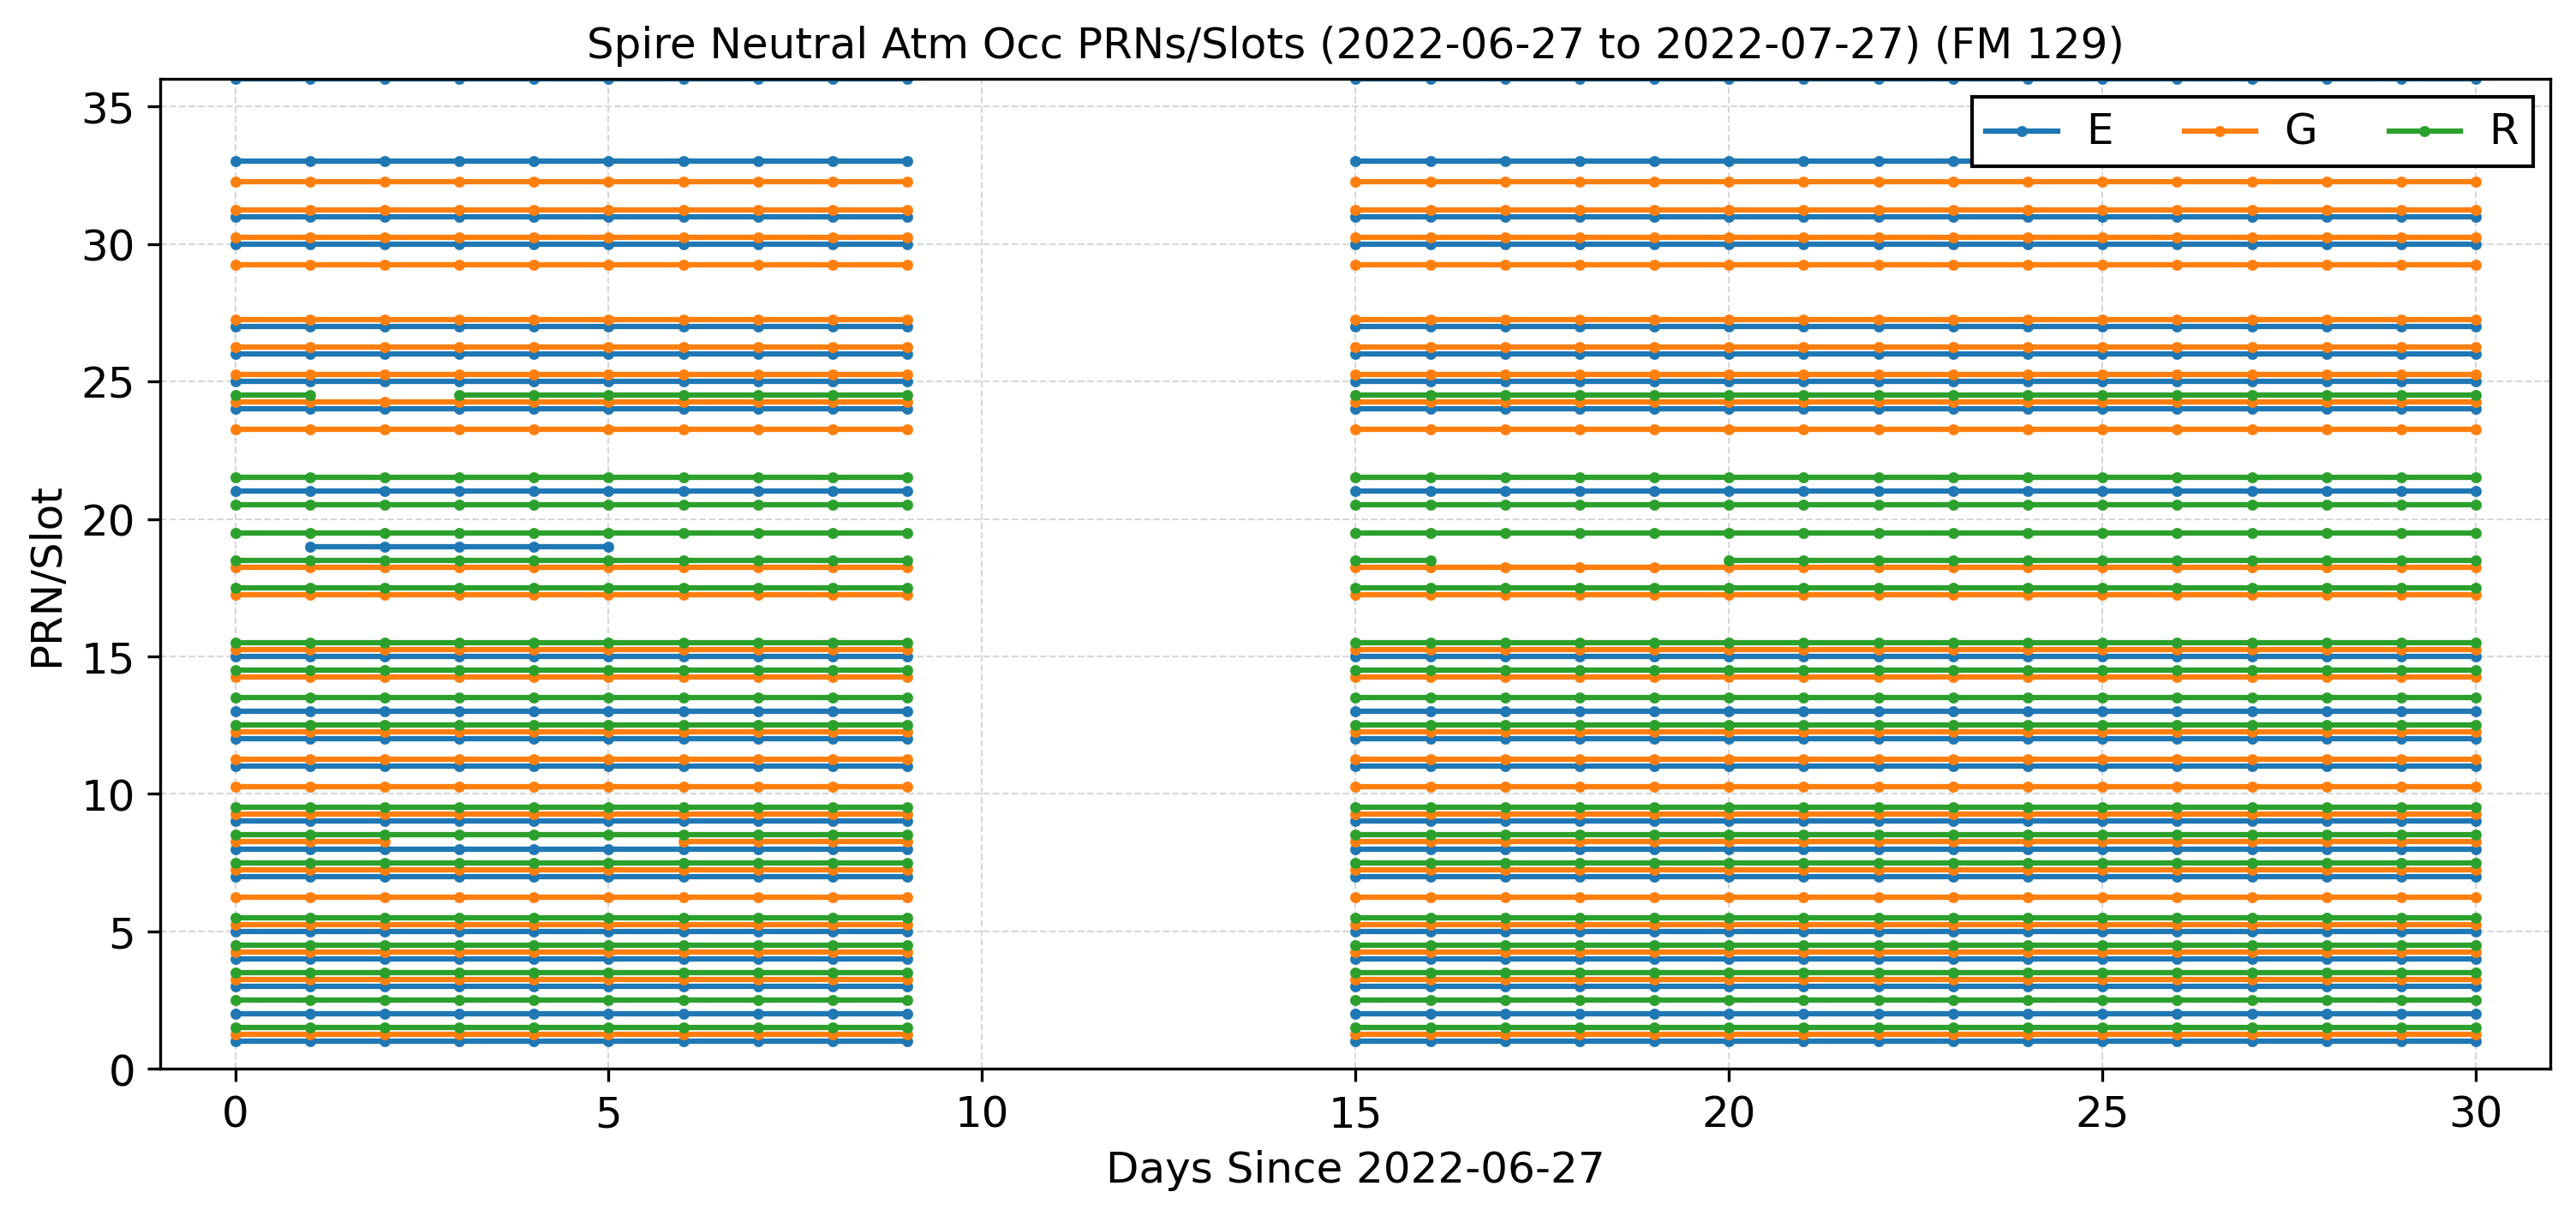 Spire Neutral Atm Occ PRNs/Slots (2022-06-27 to 2022-07-27) (FM 129)
E G R
PRN/Slot
35
30
25
20
15
10
5
0
0 5 10 15 20 25 30
Days Since 2022-06-27